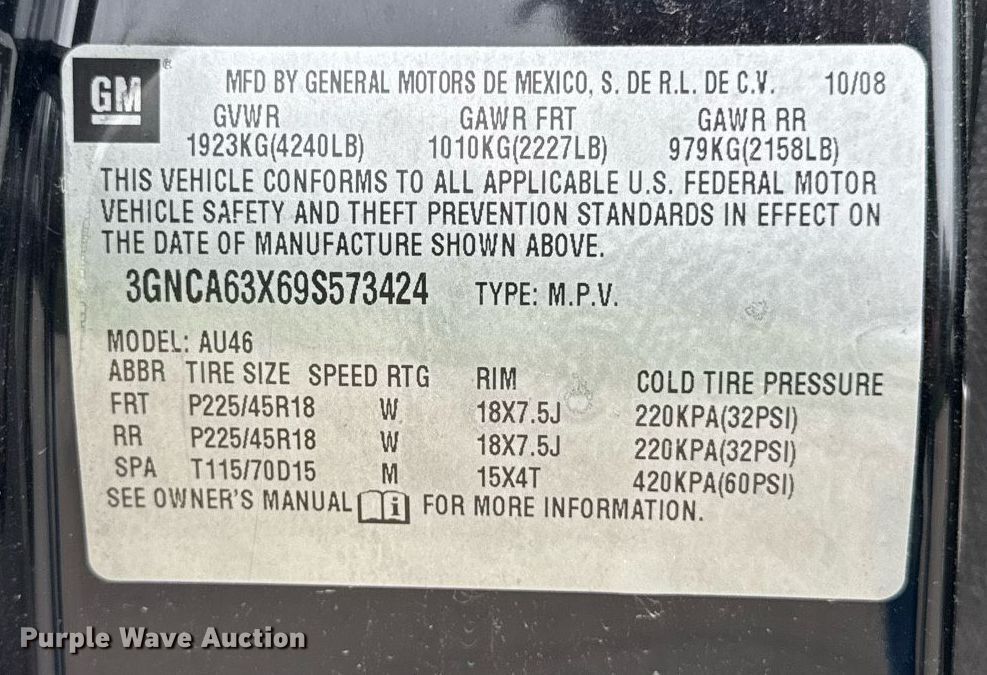 GM ®
MFD BY GENERAL MOTORS DE MEXICO, S. DE R.L. DE C.V. 10/08
GVWR GAWR FRT GAWR RR
1923KG(4240LB) 1010KG(2227LB) 979KG(2158LB)
THIS VEHICLE CONFORMS TO ALL APPLICABLE U.S. FEDERAL MOTOR
VEHICLE SAFETY AND THEFT PREVENTION STANDARDS IN EFFECT ON
THE DATE OF MANUFACTURE SHOWN ABOVE.
3GNCA63X69S573424 TYPE: M.P.V.
MODEL: AU46
ABBR TIRE SIZE SPEED RTG RIM COLD TIRE PRESSURE
FRT P225/45R18 W 18X7.5J 220KPA(32PSI)
RR P225/45R18 W 18X7.5J 220KPA(32PSI)
SPA T115/70D15 M 15X4T 420KPA(60PSI)
SEE OWNER'S MANUAL i FOR MORE INFORMATION.
Purple Wave Auction